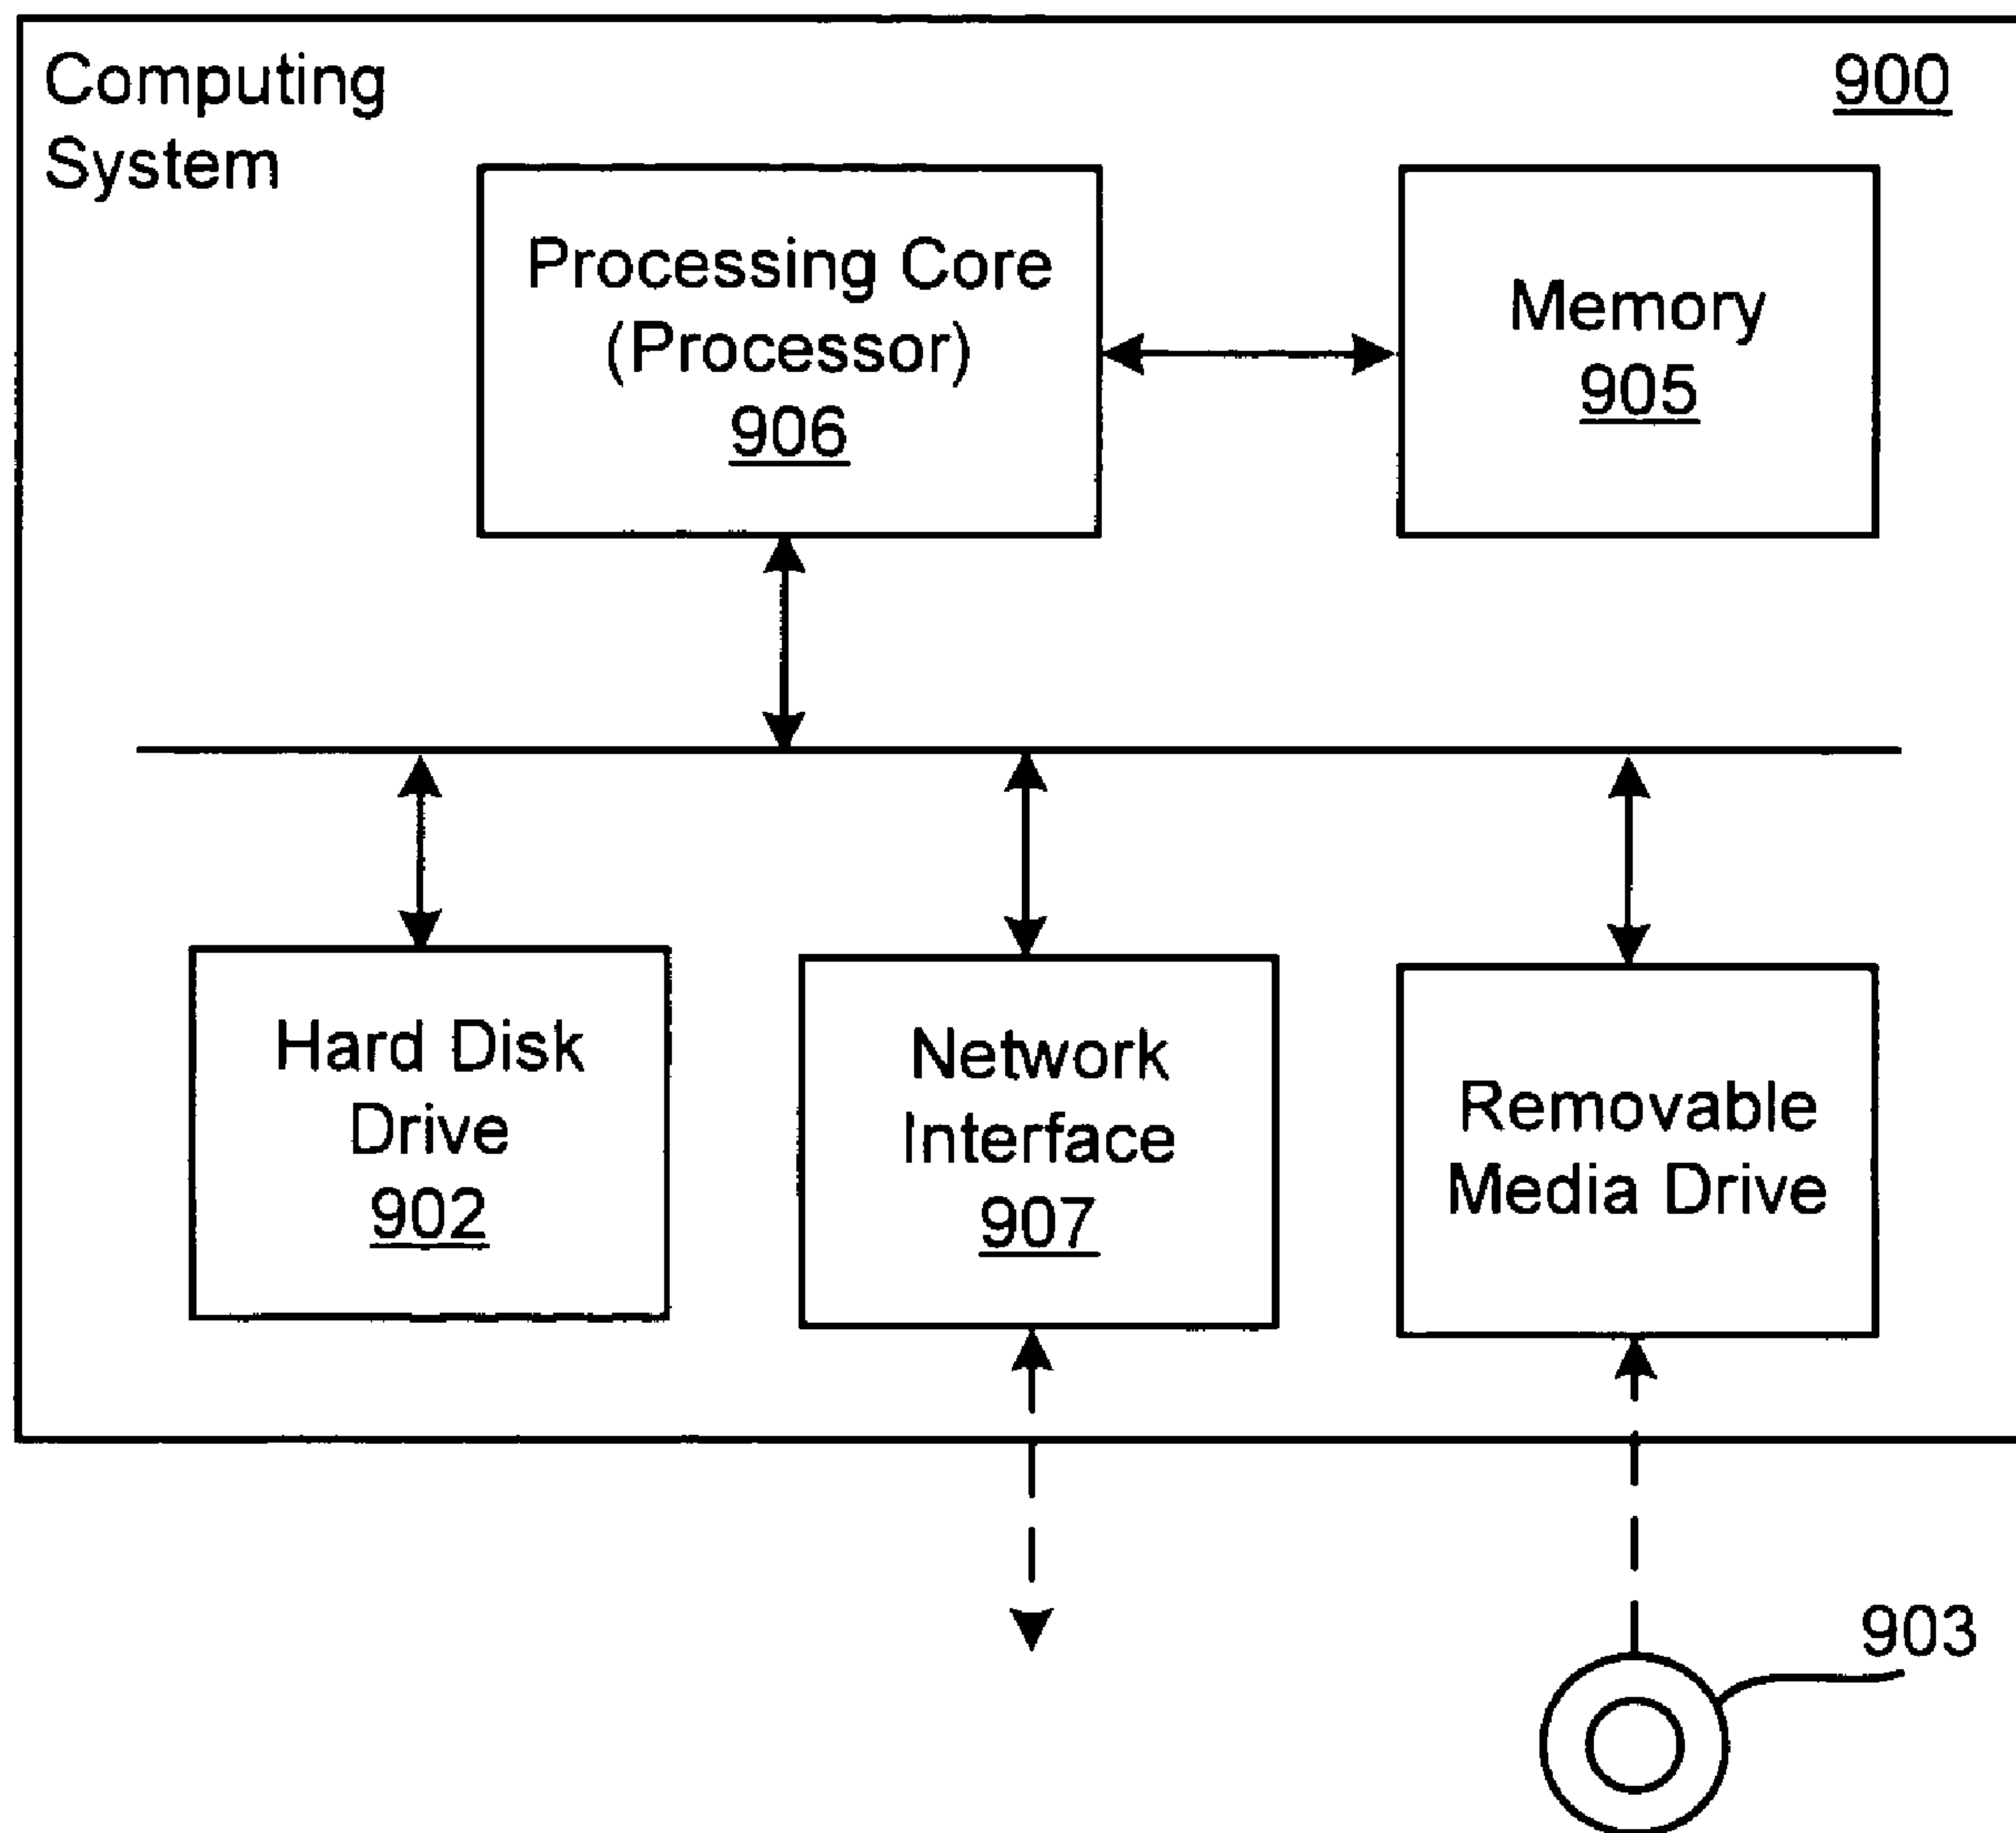 Computing
System
900
Processing Core
(Processor)
906
Memory
905
Hard Disk
Drive
902
Network
Interface
907
Removable
Media Drive
903